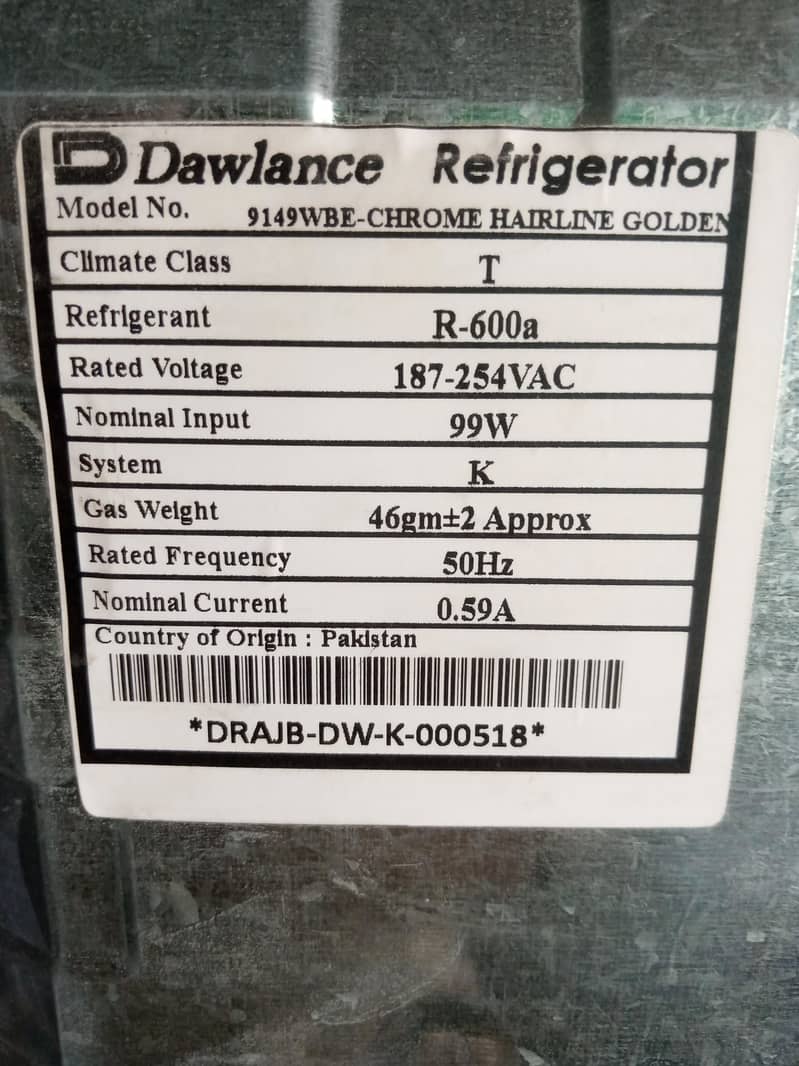 Dawlance Refrigerator
Model No. 9149WBE-CHROME HAIRLINE GOLDEN
Climate Class T
Refrigerant R-600a
Rated Voltage 187-254VAC
Nominal Input 99W
System K
Gas Weight 46gm±2 Approx
Rated Frequency 50Hz
Nominal Current 0.59A
Country of Origin : Pakistan
*DRAJB-DW-K-000518*